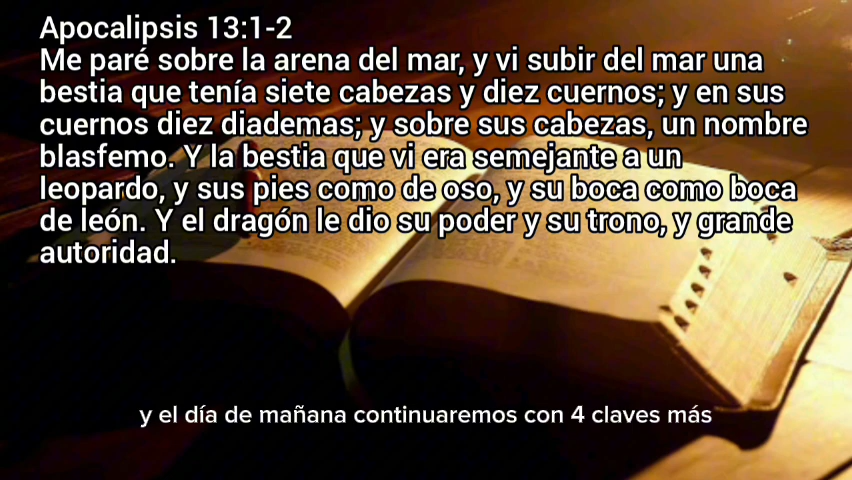 Apocalipsis 13:1-2
Me paré sobre la arena del mar, y vi subir del mar una
bestia que tenía siete cabezas y diez cuernos; y en sus
cuernos diez diademas; y sobre sus cabezas, un nombre
blasfemo. Y la bestia que vi era semejante a un
leopardo, y sus pies como de oso, y su boca como boca
de león. Y el dragón le dio su poder y su trono, y grande
autoridad.
y el día de mañana continuaremos con 4 claves más